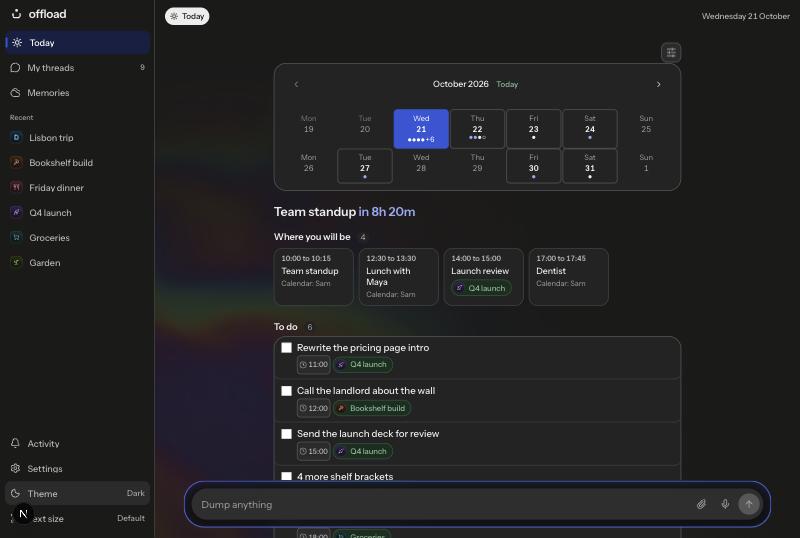 offload
Today
My threads 9
Memories
Recent
Lisbon trip
Bookshelf build
Friday dinner
Q4 launch
Groceries
Garden
Activity
Settings
Theme Dark
ext size Default
N
Today
Wednesday 21 October
October 2026 Today
Mon Tue Wed Thu Fri Sat Sun
19 20 21 22 23 24 25
+6
Mon Tue Wed Thu Fri Sat Sun
26 27 28 29 30 31 1
Team standup in 8h 20m
Where you will be 4
10:00 to 10:15
Team standup
Calendar: Sam
12:30 to 13:30
Lunch with
Maya
Calendar: Sam
14:00 to 15:00
Launch review
Q4 launch
17:00 to 17:45
Dentist
Calendar: Sam
To do 6
Rewrite the pricing page intro
11:00 Q4 launch
Call the landlord about the wall
12:00 Bookshelf build
Send the launch deck for review
15:00 Q4 launch
4 more shelf brackets
Dump anything
18:00 Groceries